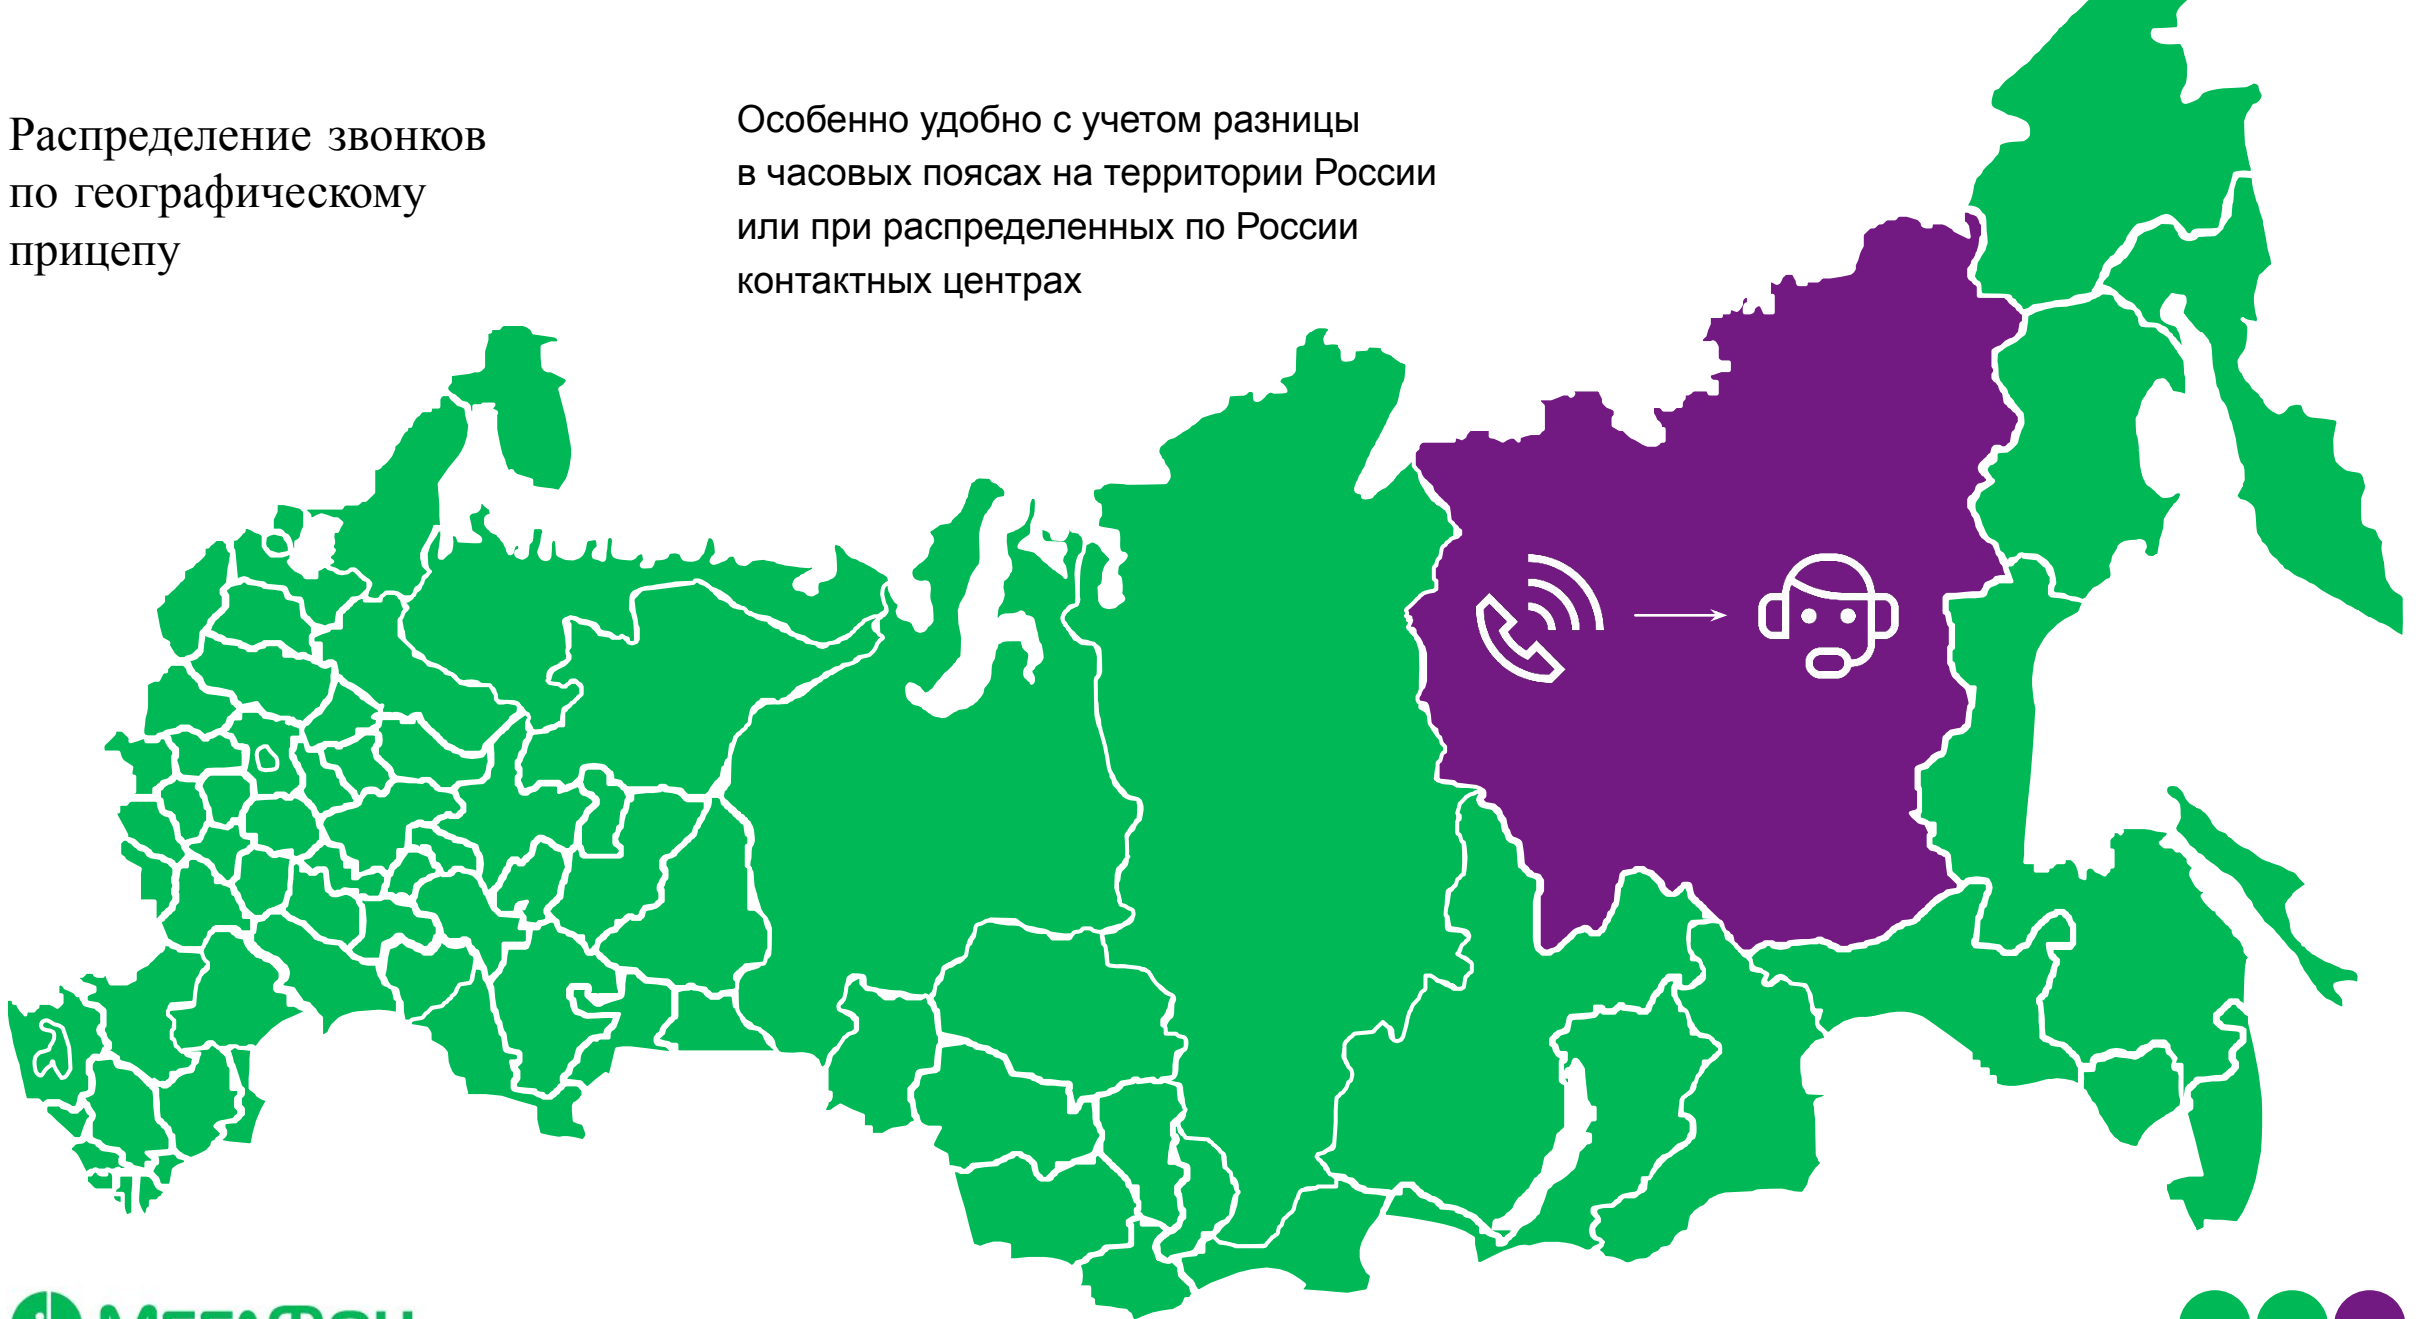 Распределение звонков
по географическому
прицепу
Особенно удобно с учетом разницы
в часовых поясах на территории России
или при распределенных по России
контактных центрах
МЕГАФОН